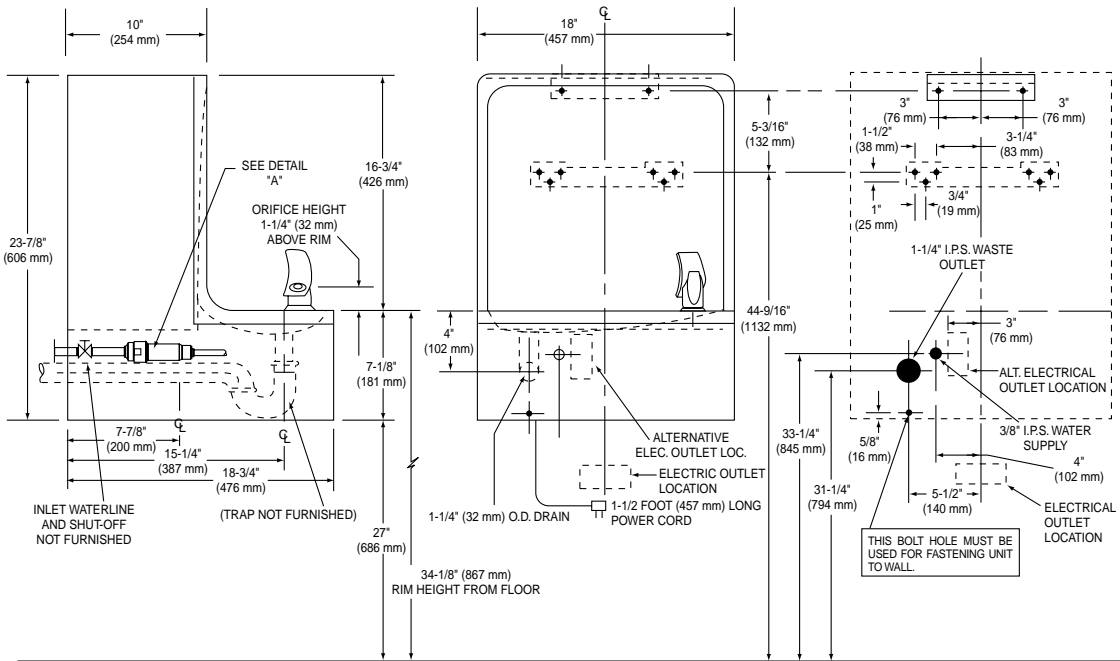 10"
(254 mm)
23-7/8"
(606 mm)
SEE DETAIL
"A"
ORIFICE HEIGHT
1-1/4" (32 mm)
ABOVE RIM
16-3/4"
(426 mm)
7-1/8"
(181 mm)
7-7/8"
(200 mm)
℄
15-1/4"
(387 mm)
℄
18-3/4"
(476 mm)
INLET WATERLINE
AND SHUT-OFF
NOT FURNISHED
(TRAP NOT FURNISHED)
27"
(686 mm)
34-1/8" (867 mm)
RIM HEIGHT FROM FLOOR
℄
18"
(457 mm)
4"
(102 mm)
ALTERNATIVE
ELEC. OUTLET LOC.
ELECTRIC OUTLET
LOCATION
1-1/4" (32 mm) O.D. DRAIN
1-1/2 FOOT (457 mm) LONG
POWER CORD
5-3/16"
(132 mm)
44-9/16"
(1132 mm)
3"
(76 mm)
3"
(76 mm)
1-1/2"
(38 mm)
3-1/4"
(83 mm)
3/4"
(19 mm)
1"
(25 mm)
1-1/4" I.P.S. WASTE
OUTLET
3"
(76 mm)
ALT. ELECTRICAL
OUTLET LOCATION
3/8" I.P.S. WATER
SUPPLY
33-1/4"
(845 mm)
5/8"
(16 mm)
4"
(102 mm)
31-1/4"
(794 mm)
5-1/2"
(140 mm)
ELECTRICAL
OUTLET
LOCATION
THIS BOLT HOLE MUST BE
USED FOR FASTENING UNIT
TO WALL.